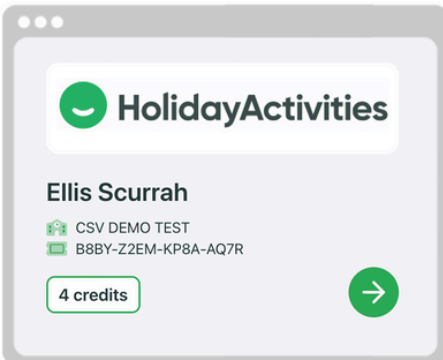 HolidayActivities
Ellis Scurrah
CSV DEMO TEST
B8BY-Z2EM-KP8A-AQ7R
4 credits